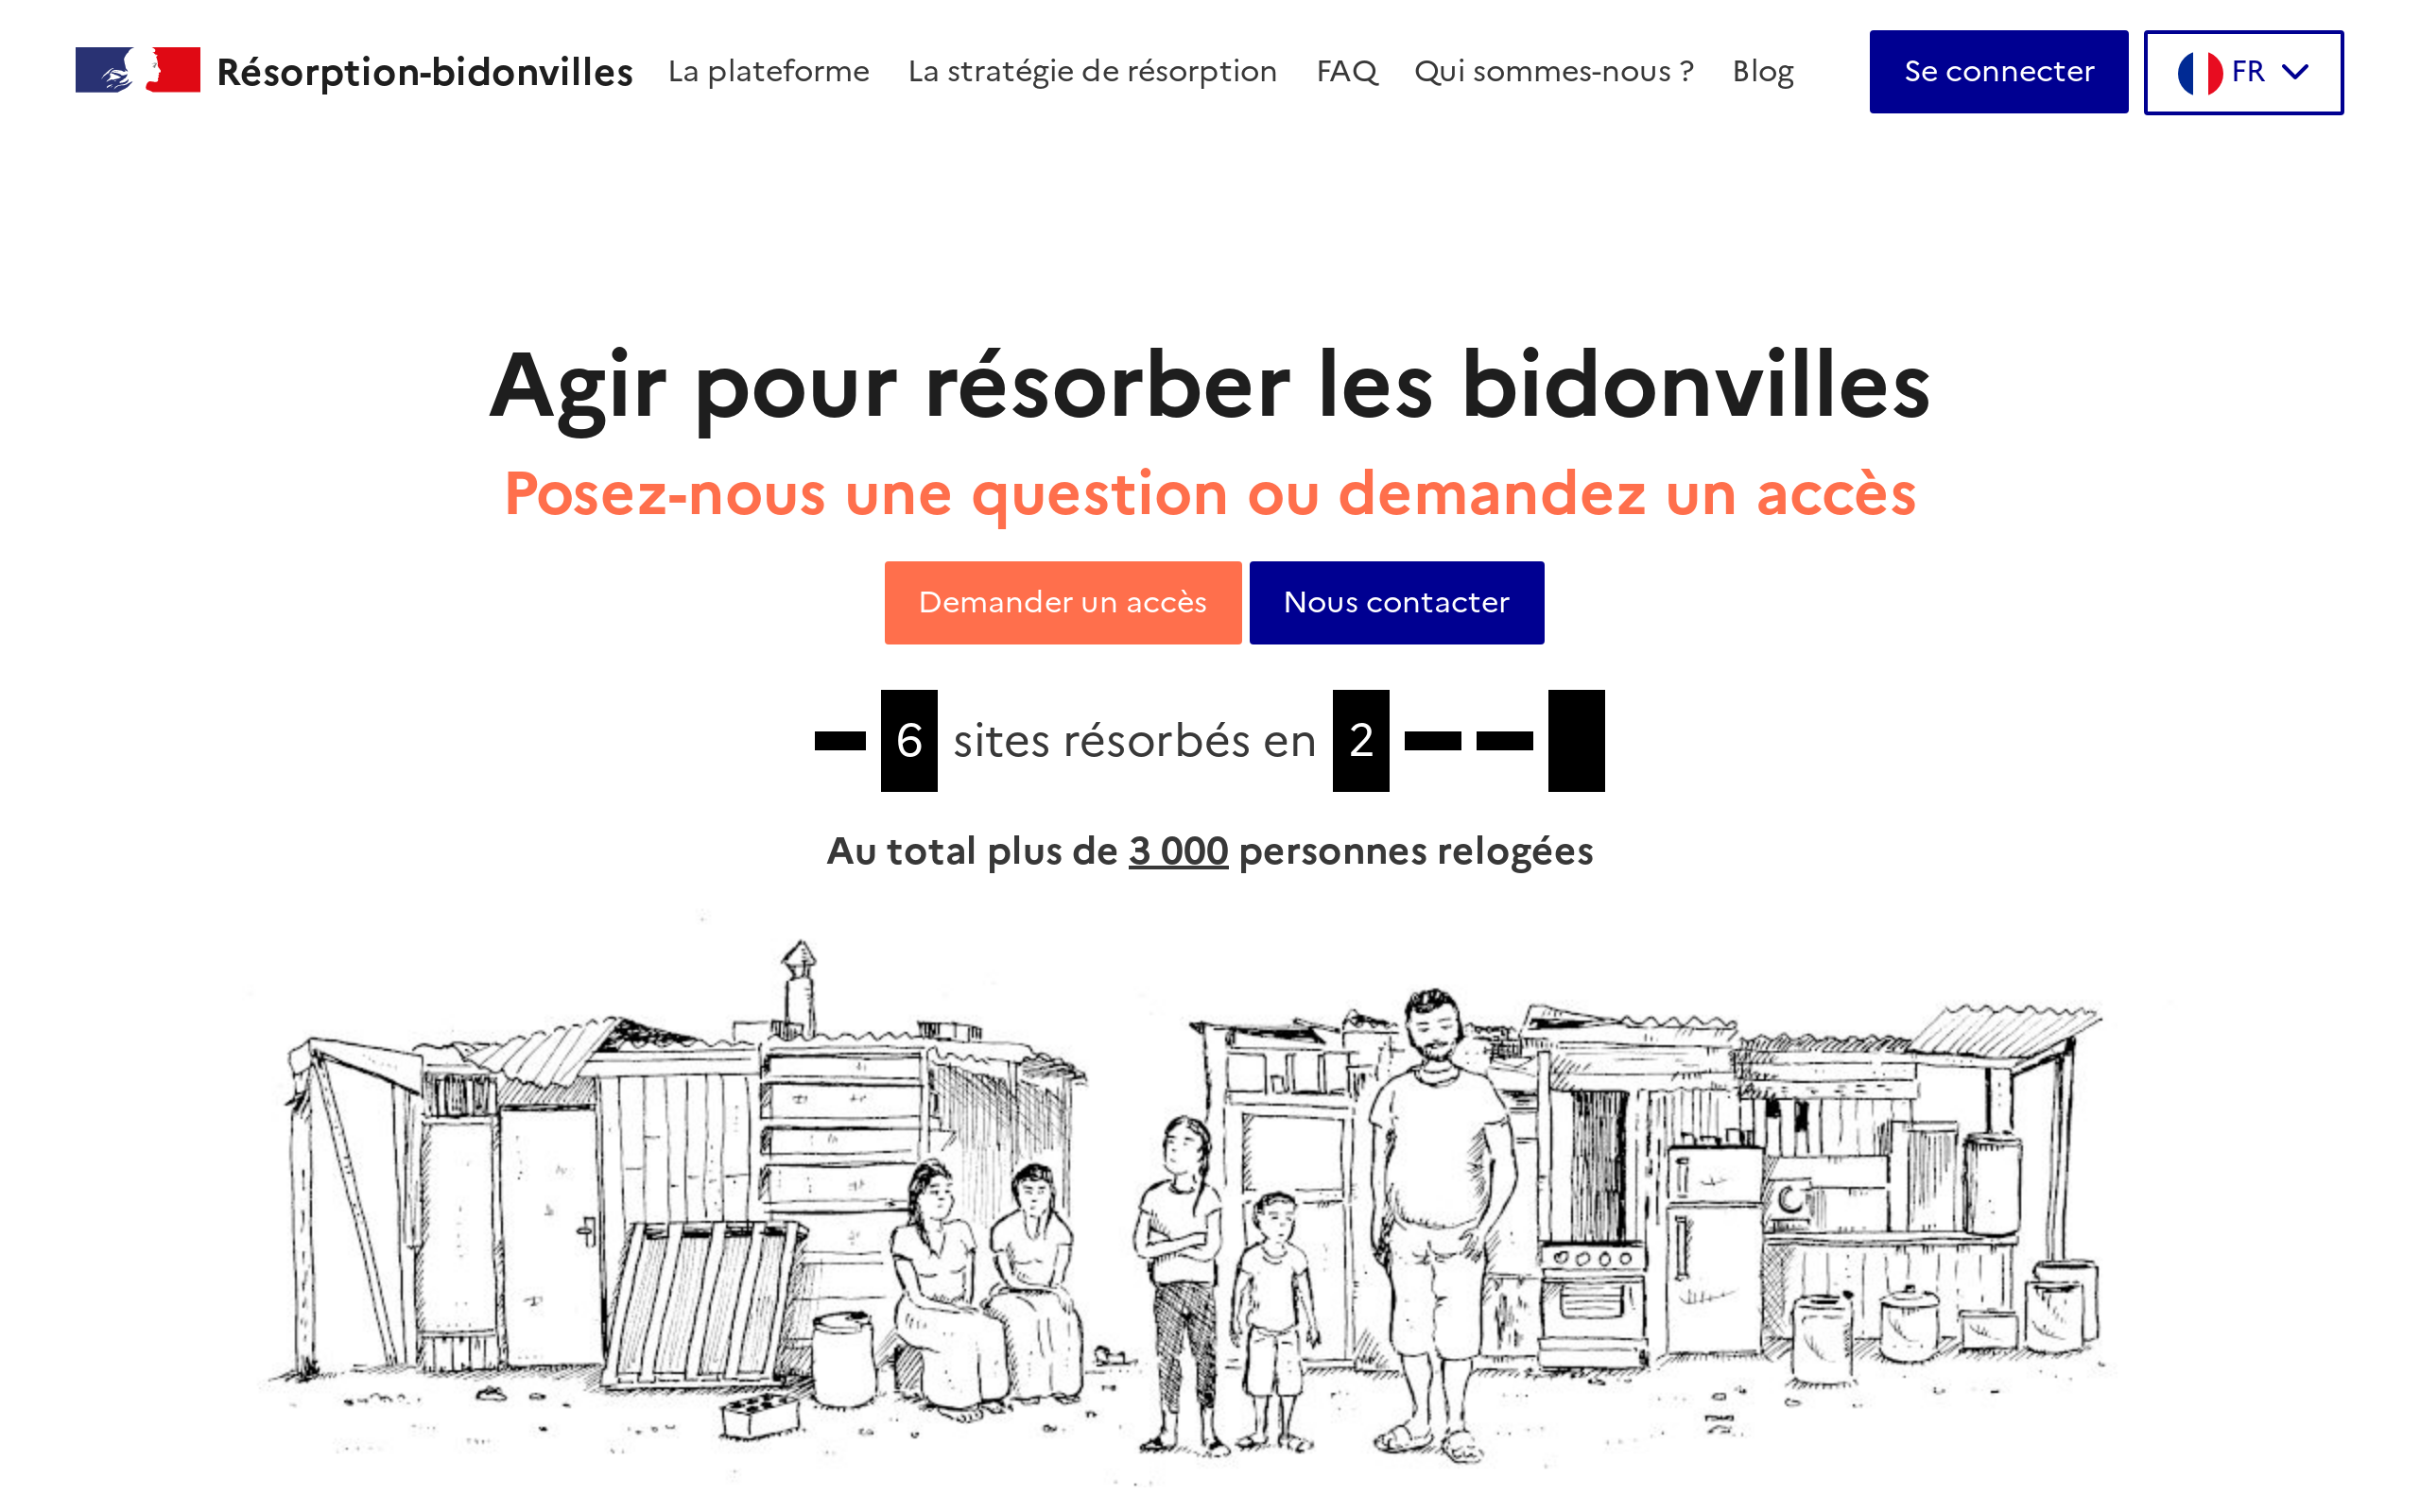 Résorption-bidonvilles
La plateforme
La stratégie de résorption
FAQ
Qui sommes-nous ?
Blog
Se connecter
FR
Agir pour résorber les bidonvilles
Posez-nous une question ou demandez un accès
Demander un accès
Nous contacter
6 sites résorbés en 2
Au total plus de 3 000 personnes relogées